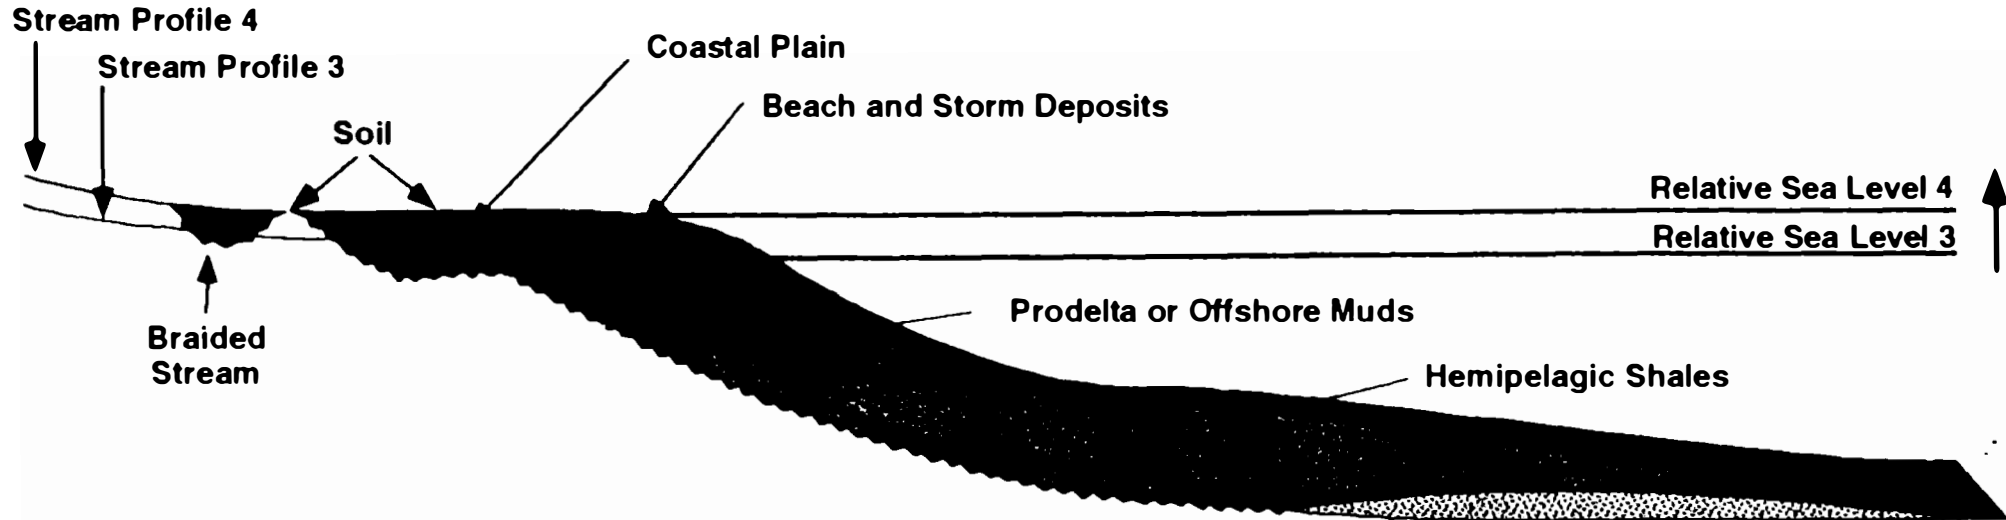 Stream Profile 4
Stream Profile 3
Coastal Plain
Beach and Storm Deposits
Soil
Relative Sea Level 4
Relative Sea Level 3
Prodelta or Offshore Muds
Braided
Stream
Hemipelagic Shales